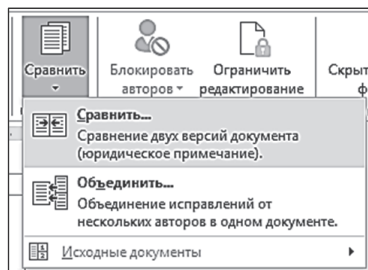 Сравнить
Блокировать авторов
Ограничить редактирование
Скрыт
ф
Сравнить...
Сравнение двух версий документа
(юридическое примечание).
Объединить...
Объединение исправлений от
нескольких авторов в одном документе.
Исходные документы